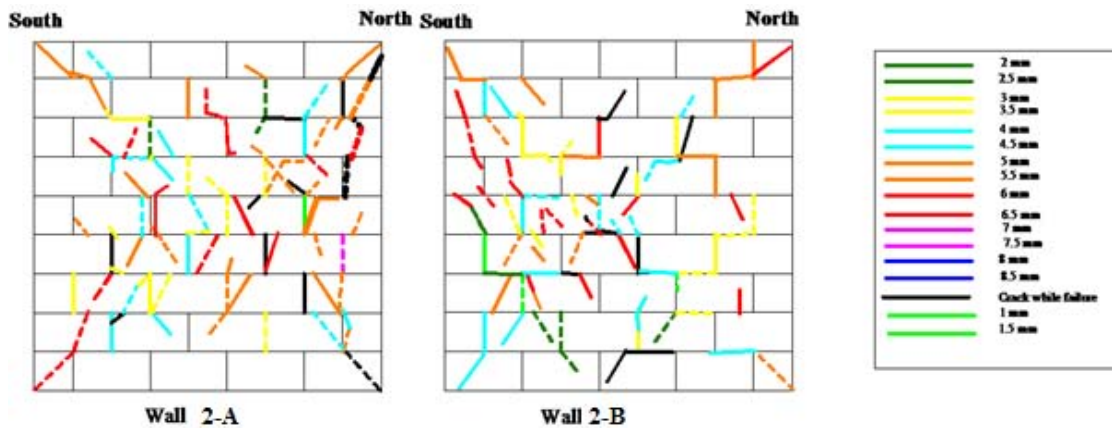 South North
South North
2 mm
2.5 mm
3 mm
3.5 mm
4 mm
4.5 mm
5 mm
5.5 mm
6 mm
6.5 mm
7 mm
7.5 mm
8 mm
8.5 mm
Crack while failure
1 mm
1.5 mm
Wall 2-A
Wall 2-B